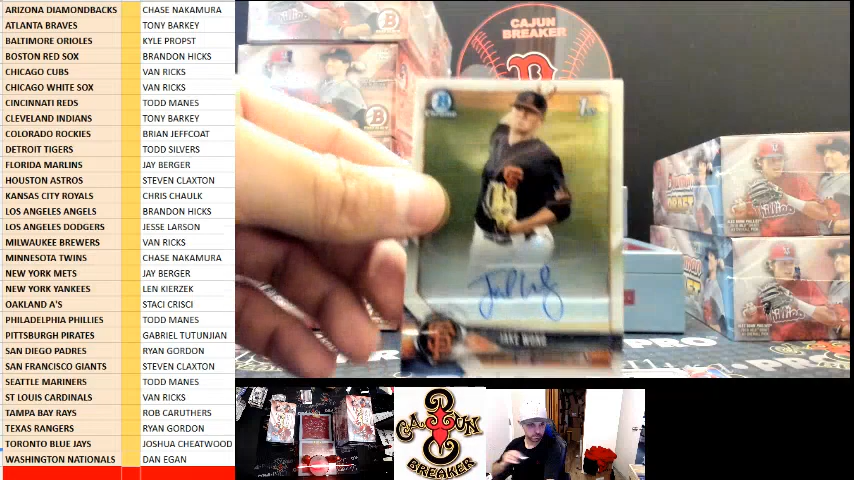 ARIZONA DIAMONDBACKS CHASE NAKAMURA
ATLANTA BRAVES TONY BARKEY
BALTIMORE ORIOLES KYLE PROPST
BOSTON RED SOX BRANDON HICKS
CHICAGO CUBS VAN RICKS
CHICAGO WHITE SOX VAN RICKS
CINCINNATI REDS TODD MANES
CLEVELAND INDIANS TONY BARKEY
COLORADO ROCKIES BRIAN JEFFCOAT
DETROIT TIGERS TODD SILVERS
FLORIDA MARLINS JAY BERGER
HOUSTON ASTROS STEVEN CLAXTON
KANSAS CITY ROYALS CHRIS CHAULK
LOS ANGELES ANGELS BRANDON HICKS
LOS ANGELES DODGERS JESSE LARSON
MILWAUKEE BREWERS VAN RICKS
MINNESOTA TWINS CHASE NAKAMURA
NEW YORK METS JAY BERGER
NEW YORK YANKEES LEN KIERZEK
OAKLAND A'S STACI CRISCI
PHILADELPHIA PHILLIES TODD MANES
PITTSBURGH PIRATES GABRIEL TUTUNJIAN
SAN DIEGO PADRES RYAN GORDON
SAN FRANCISCO GIANTS STEVEN CLAXTON
SEATTLE MARINERS TODD MANES
ST LOUIS CARDINALS VAN RICKS
TAMPA BAY RAYS ROB CARUTHERS
TEXAS RANGERS RYAN GORDON
TORONTO BLUE JAYS JOSHUA CHEATWOOD
WASHINGTON NATIONALS DAN EGAN
CAJUN
BREAKER
B
Chrome
1st
SF
JAKE WONG
Bowman
DRAFT
Phillies
Phillies
CAJUN
BREAKER